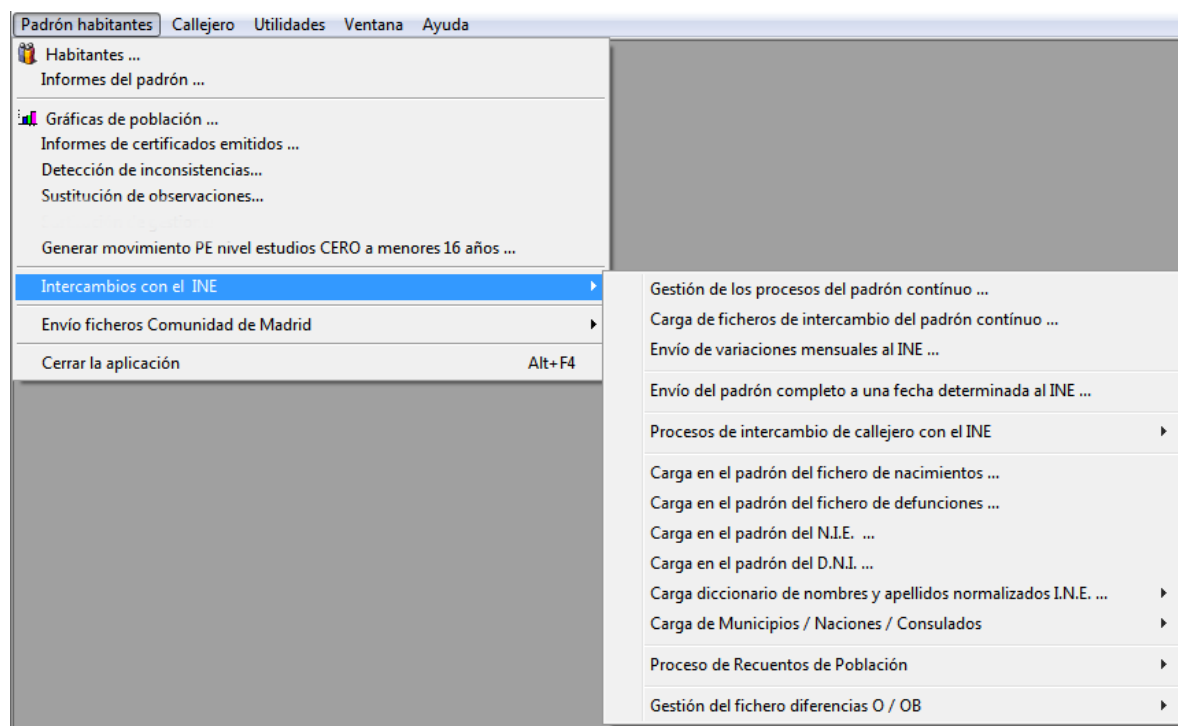 Padrón habitantes Callejero Utilidades Ventana Ayuda
Habitantes ...
Informes del padrón ...
Gráficas de población ...
Informes de certificados emitidos ...
Detección de inconsistencias...
Sustitución de observaciones...
Generar movimiento PE nivel estudios CERO a menores 16 años ...
Intercambios con el INE
Envío ficheros Comunidad de Madrid
Cerrar la aplicación Alt+F4
Gestión de los procesos del padrón contínuo ...
Carga de ficheros de intercambio del padrón contínuo ...
Envío de variaciones mensuales al INE ...
Envío del padrón completo a una fecha determinada al INE ...
Procesos de intercambio de callejero con el INE
Carga en el padrón del fichero de nacimientos ...
Carga en el padrón del fichero de defunciones ...
Carga en el padrón del N.I.E. ...
Carga en el padrón del D.N.I. ...
Carga diccionario de nombres y apellidos normalizados I.N.E. ...
Carga de Municipios / Naciones / Consulados
Proceso de Recuentos de Población
Gestión del fichero diferencias O / OB